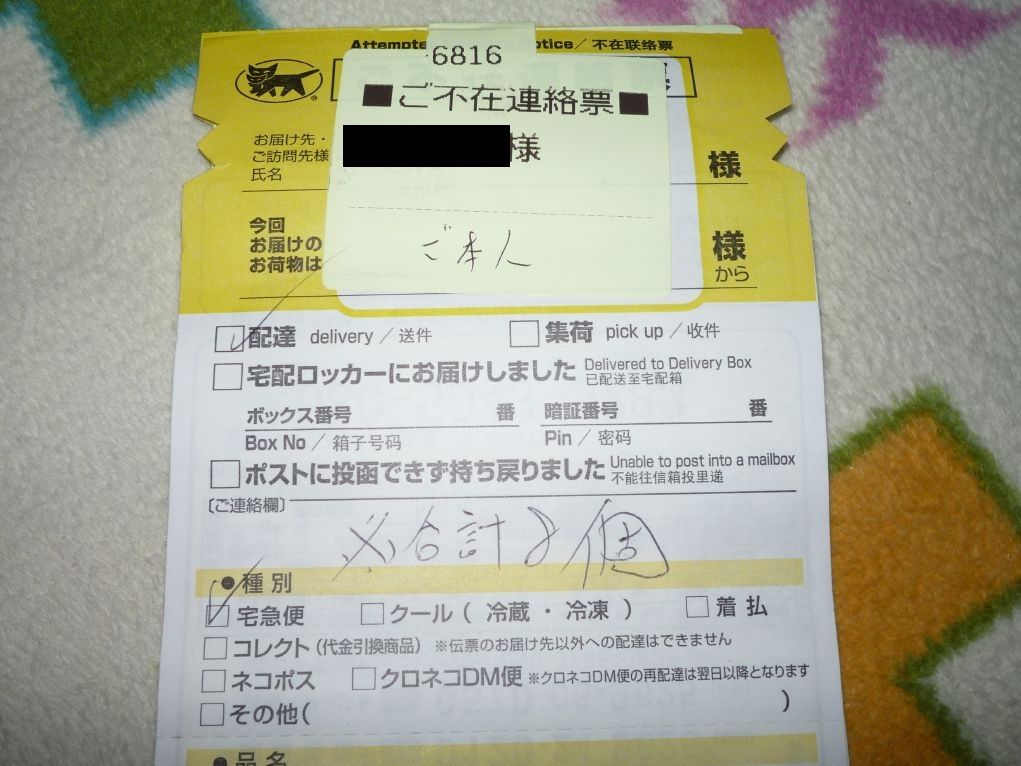 Attempte otice/不在联络票
6816
■ご不在連絡票■
様
お届け先・
ご訪問先様
氏名
様
ご本人
今回
お届けの
お荷物は
様
から
配達 delivery / 送件 集荷 pick up / 收件
宅配ロッカーにお届けしました Delivered to Delivery Box
已配送至宅配箱
ボックス番号 番 暗証番号 番
Box No / 箱子号码 Pin / 密码
ポストに投函できず持ち戻りました Unable to post into a mailbox
不能往信箱投里递
〔ご連絡欄〕
※合計2個
●種別
宅急便 クール ( 冷蔵 ・ 冷凍 ) 着払
コレクト (代金引換商品) ※伝票のお届け先以外への配達はできません
ネコポス クロネコDM便 ※クロネコDM便の再配達は翌日以降となります
その他( )
●品名